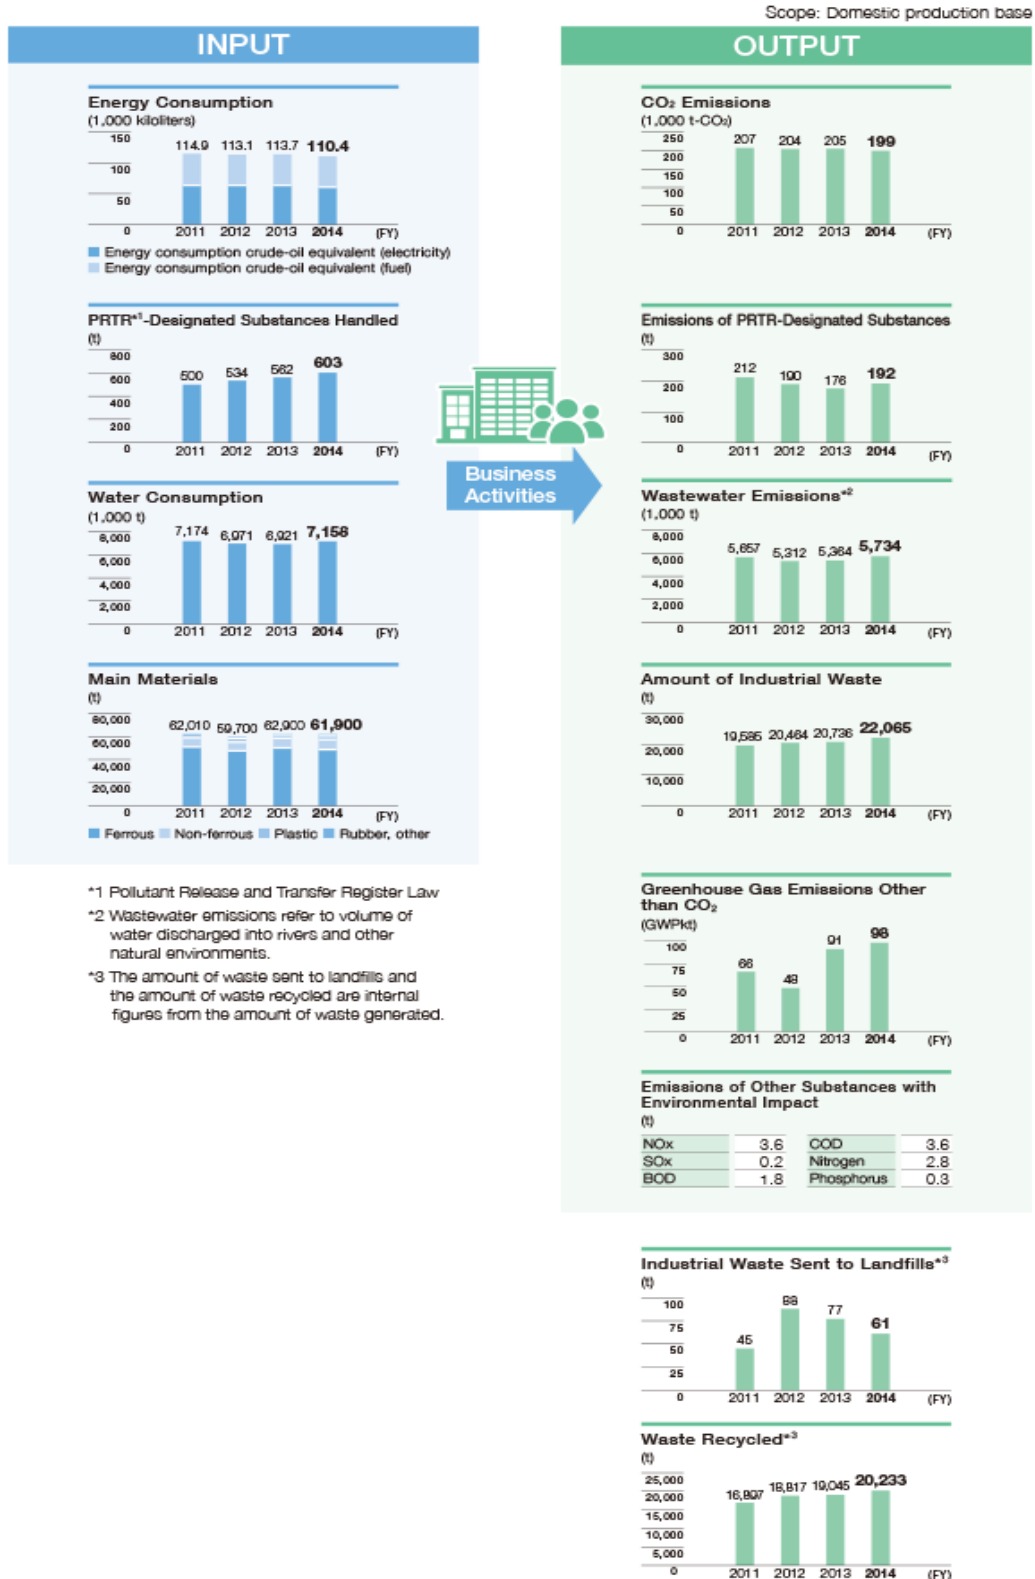 Scope: Domestic production base
INPUT
Energy Consumption
(1,000 kiloliters)
150
100
50
0
114.9 113.1 113.7 110.4
2011 2012 2013 2014 (FY)
Energy consumption crude-oil equivalent (electricity)
Energy consumption crude-oil equivalent (fuel)
PRTR*1-Designated Substances Handled
(t)
800
600
400
200
0
500 534 562 603
2011 2012 2013 2014 (FY)
Water Consumption
(1,000 t)
8,000
6,000
4,000
2,000
0
7,174 6,971 6,921 7,158
2011 2012 2013 2014 (FY)
Main Materials
(t)
80,000
60,000
40,000
20,000
0
62,010 59,700 62,900 61,900
2011 2012 2013 2014 (FY)
Ferrous Non-ferrous Plastic Rubber, other
*1 Pollutant Release and Transfer Register Law
*2 Wastewater emissions refer to volume of
water discharged into rivers and other
natural environments.
*3 The amount of waste sent to landfills and
the amount of waste recycled are internal
figures from the amount of waste generated.
Business
Activities
OUTPUT
CO₂ Emissions
(1,000 t-CO₂)
250
200
150
100
50
0
207 204 205 199
2011 2012 2013 2014 (FY)
Emissions of PRTR-Designated Substances
(t)
300
200
100
0
212 190 176 192
2011 2012 2013 2014 (FY)
Wastewater Emissions*2
(1,000 t)
8,000
6,000
4,000
2,000
0
5,657 5,312 5,364 5,734
2011 2012 2013 2014 (FY)
Amount of Industrial Waste
(t)
30,000
20,000
10,000
0
19,585 20,464 20,736 22,065
2011 2012 2013 2014 (FY)
Greenhouse Gas Emissions Other
than CO₂
(GWPkt)
100
75
50
25
0
66 48 91 98
2011 2012 2013 2014 (FY)
Emissions of Other Substances with
Environmental Impact
(t)
NOx 3.6 COD 3.6
SOx 0.2 Nitrogen 2.8
BOD 1.8 Phosphorus 0.3
Industrial Waste Sent to Landfills*3
(t)
100
75
50
25
0
45 88 77 61
2011 2012 2013 2014 (FY)
Waste Recycled*3
(t)
25,000
20,000
15,000
10,000
5,000
0
16,897 18,817 19,045 20,233
2011 2012 2013 2014 (FY)